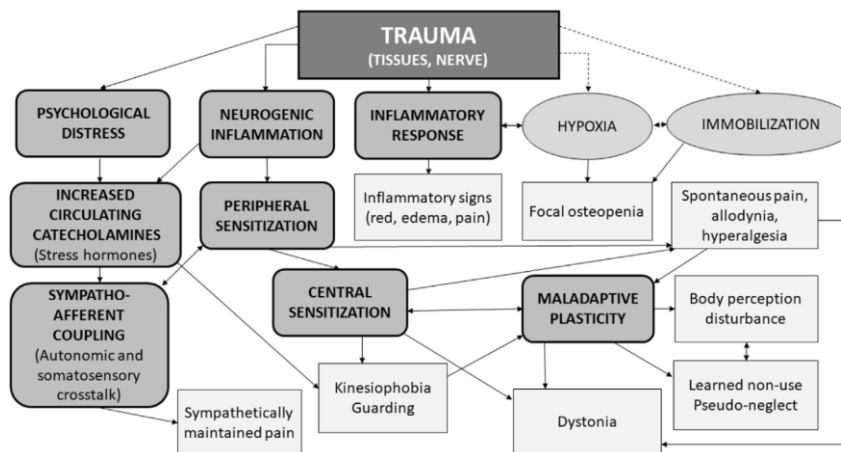 TRAUMA
(TISSUES, NERVE)
PSYCHOLOGICAL
DISTRESS
NEUROGENIC
INFLAMMATION
INFLAMMATORY
RESPONSE
HYPOXIA
IMMOBILIZATION
INCREASED
CIRCULATING
CATECHOLAMINES
(Stress hormones)
PERIPHERAL
SENSITIZATION
Inflammatory signs
(red, edema, pain)
Focal osteopenia
Spontaneous pain,
allodynia,
hyperalgesia
SYMPATHO-
AFFERENT
COUPLING
(Autonomic and
somatosensory
crosstalk)
CENTRAL
SENSITIZATION
MALADAPTIVE
PLASTICITY
Body perception
disturbance
Sympathetically
maintained pain
Kinesiophobia
Guarding
Dystonia
Learned non-use
Pseudo-neglect